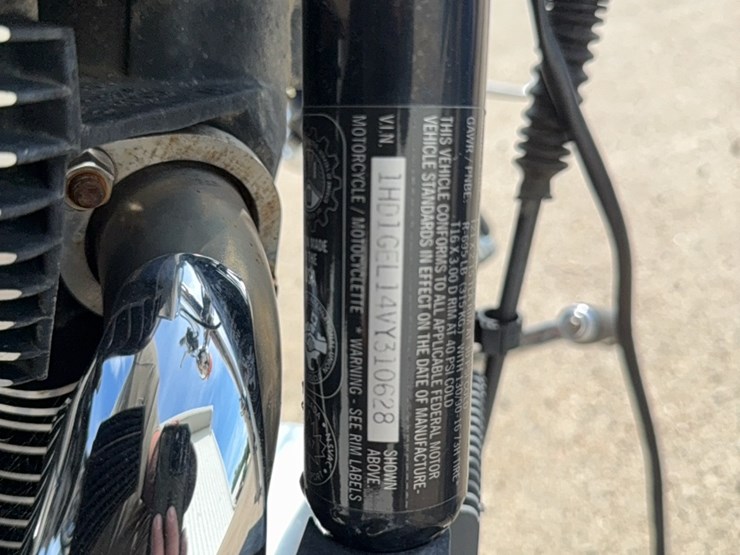 GAWR / PNBE:
T16 X 3.00 D RIM AT 40 PSI COLD
THIS VEHICLE CONFORMS TO ALL APPLICABLE FEDERAL MOTOR
VEHICLE STANDARDS IN EFFECT ON THE DATE OF MANUFACTURE-
V.I.N. 1HD1GEL14VY310628 SHOWN
ABOVE.
MOTORCYCLE / MOTOCYCLETTE * WARNING - SEE RIM LABELS